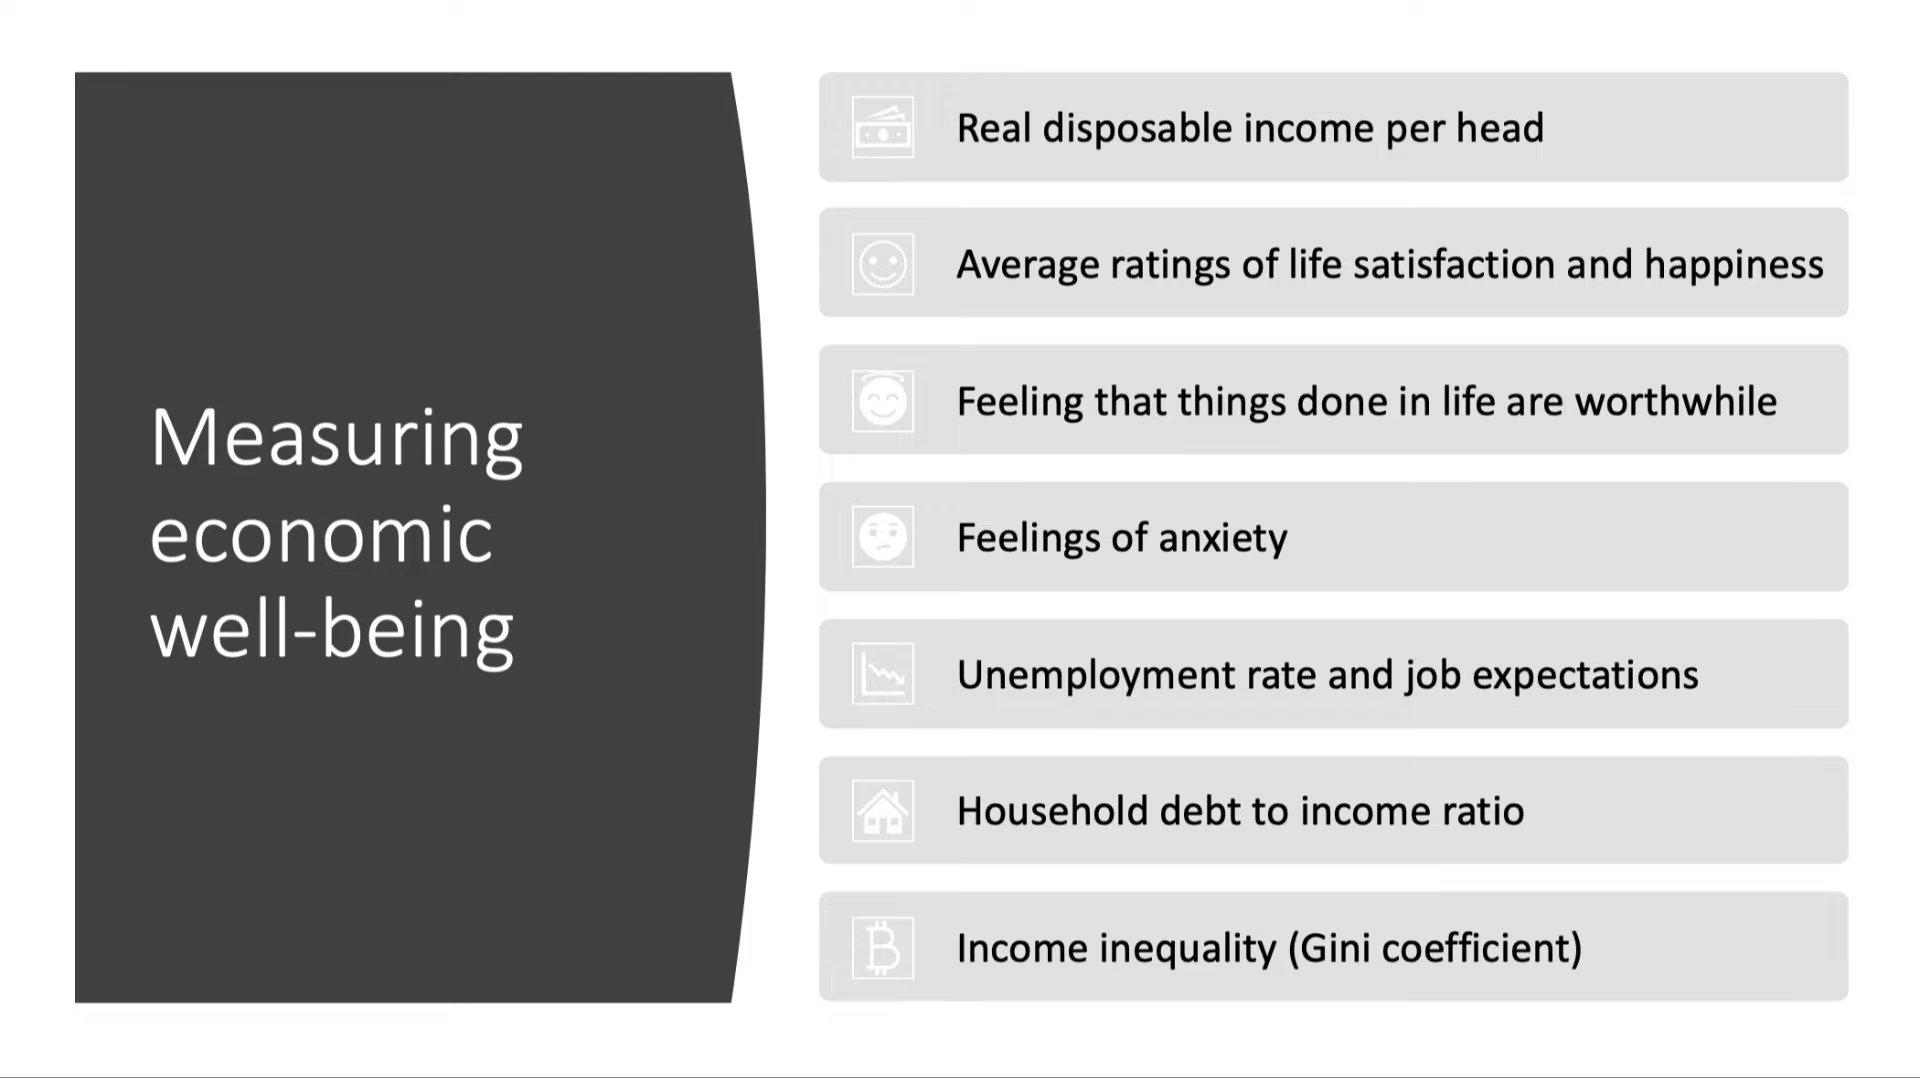 Measuring
economic
well-being
Real disposable income per head
Average ratings of life satisfaction and happiness
Feeling that things done in life are worthwhile
Feelings of anxiety
Unemployment rate and job expectations
Household debt to income ratio
Income inequality (Gini coefficient)